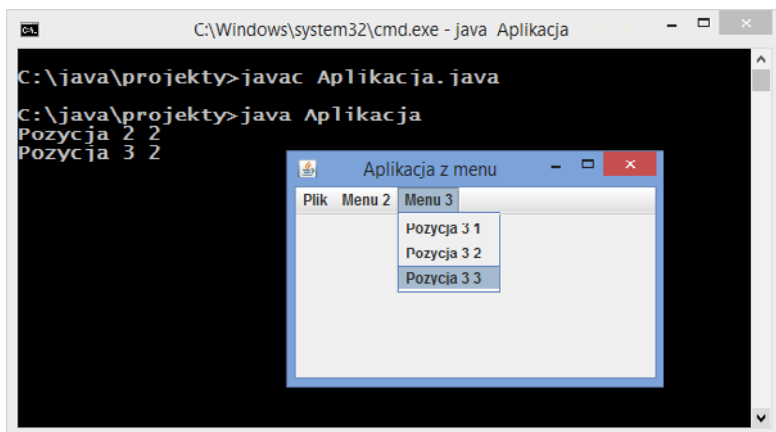 C:\Windows\system32\cmd.exe - java Aplikacja
C:\java\projekty>javac Aplikacja.java
C:\java\projekty>java Aplikacja
Pozycja 2 2
Pozycja 3 2
Aplikacja z menu
Plik Menu 2 Menu 3
Pozycja 3 1
Pozycja 3 2
Pozycja 3 3